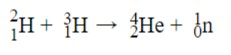 ²₁H + ³₁H → ⁴₂He + ¹₀n